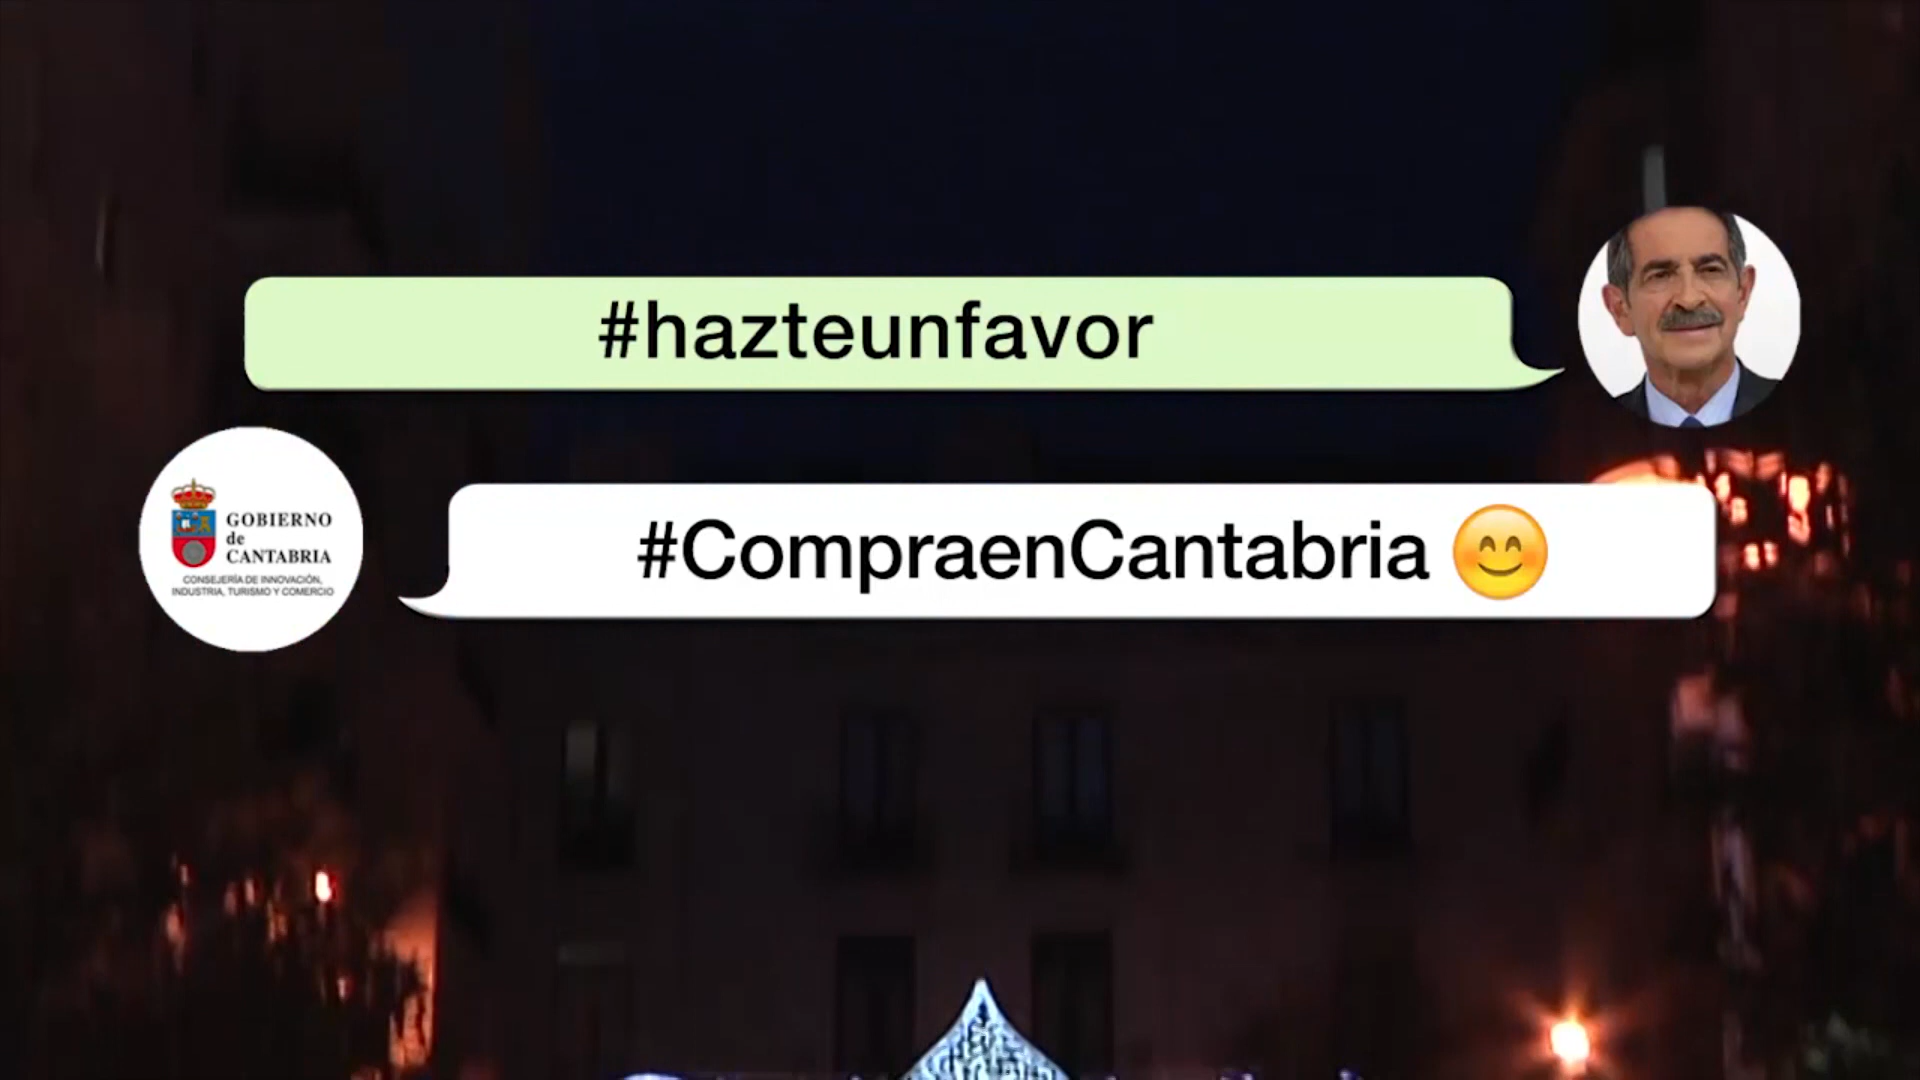 #hazteunfavor
GOBIERNO
de
CANTABRIA
CONSEJERÍA DE INNOVACIÓN,
INDUSTRIA, TURISMO Y COMERCIO
#CompraenCantabria 😊